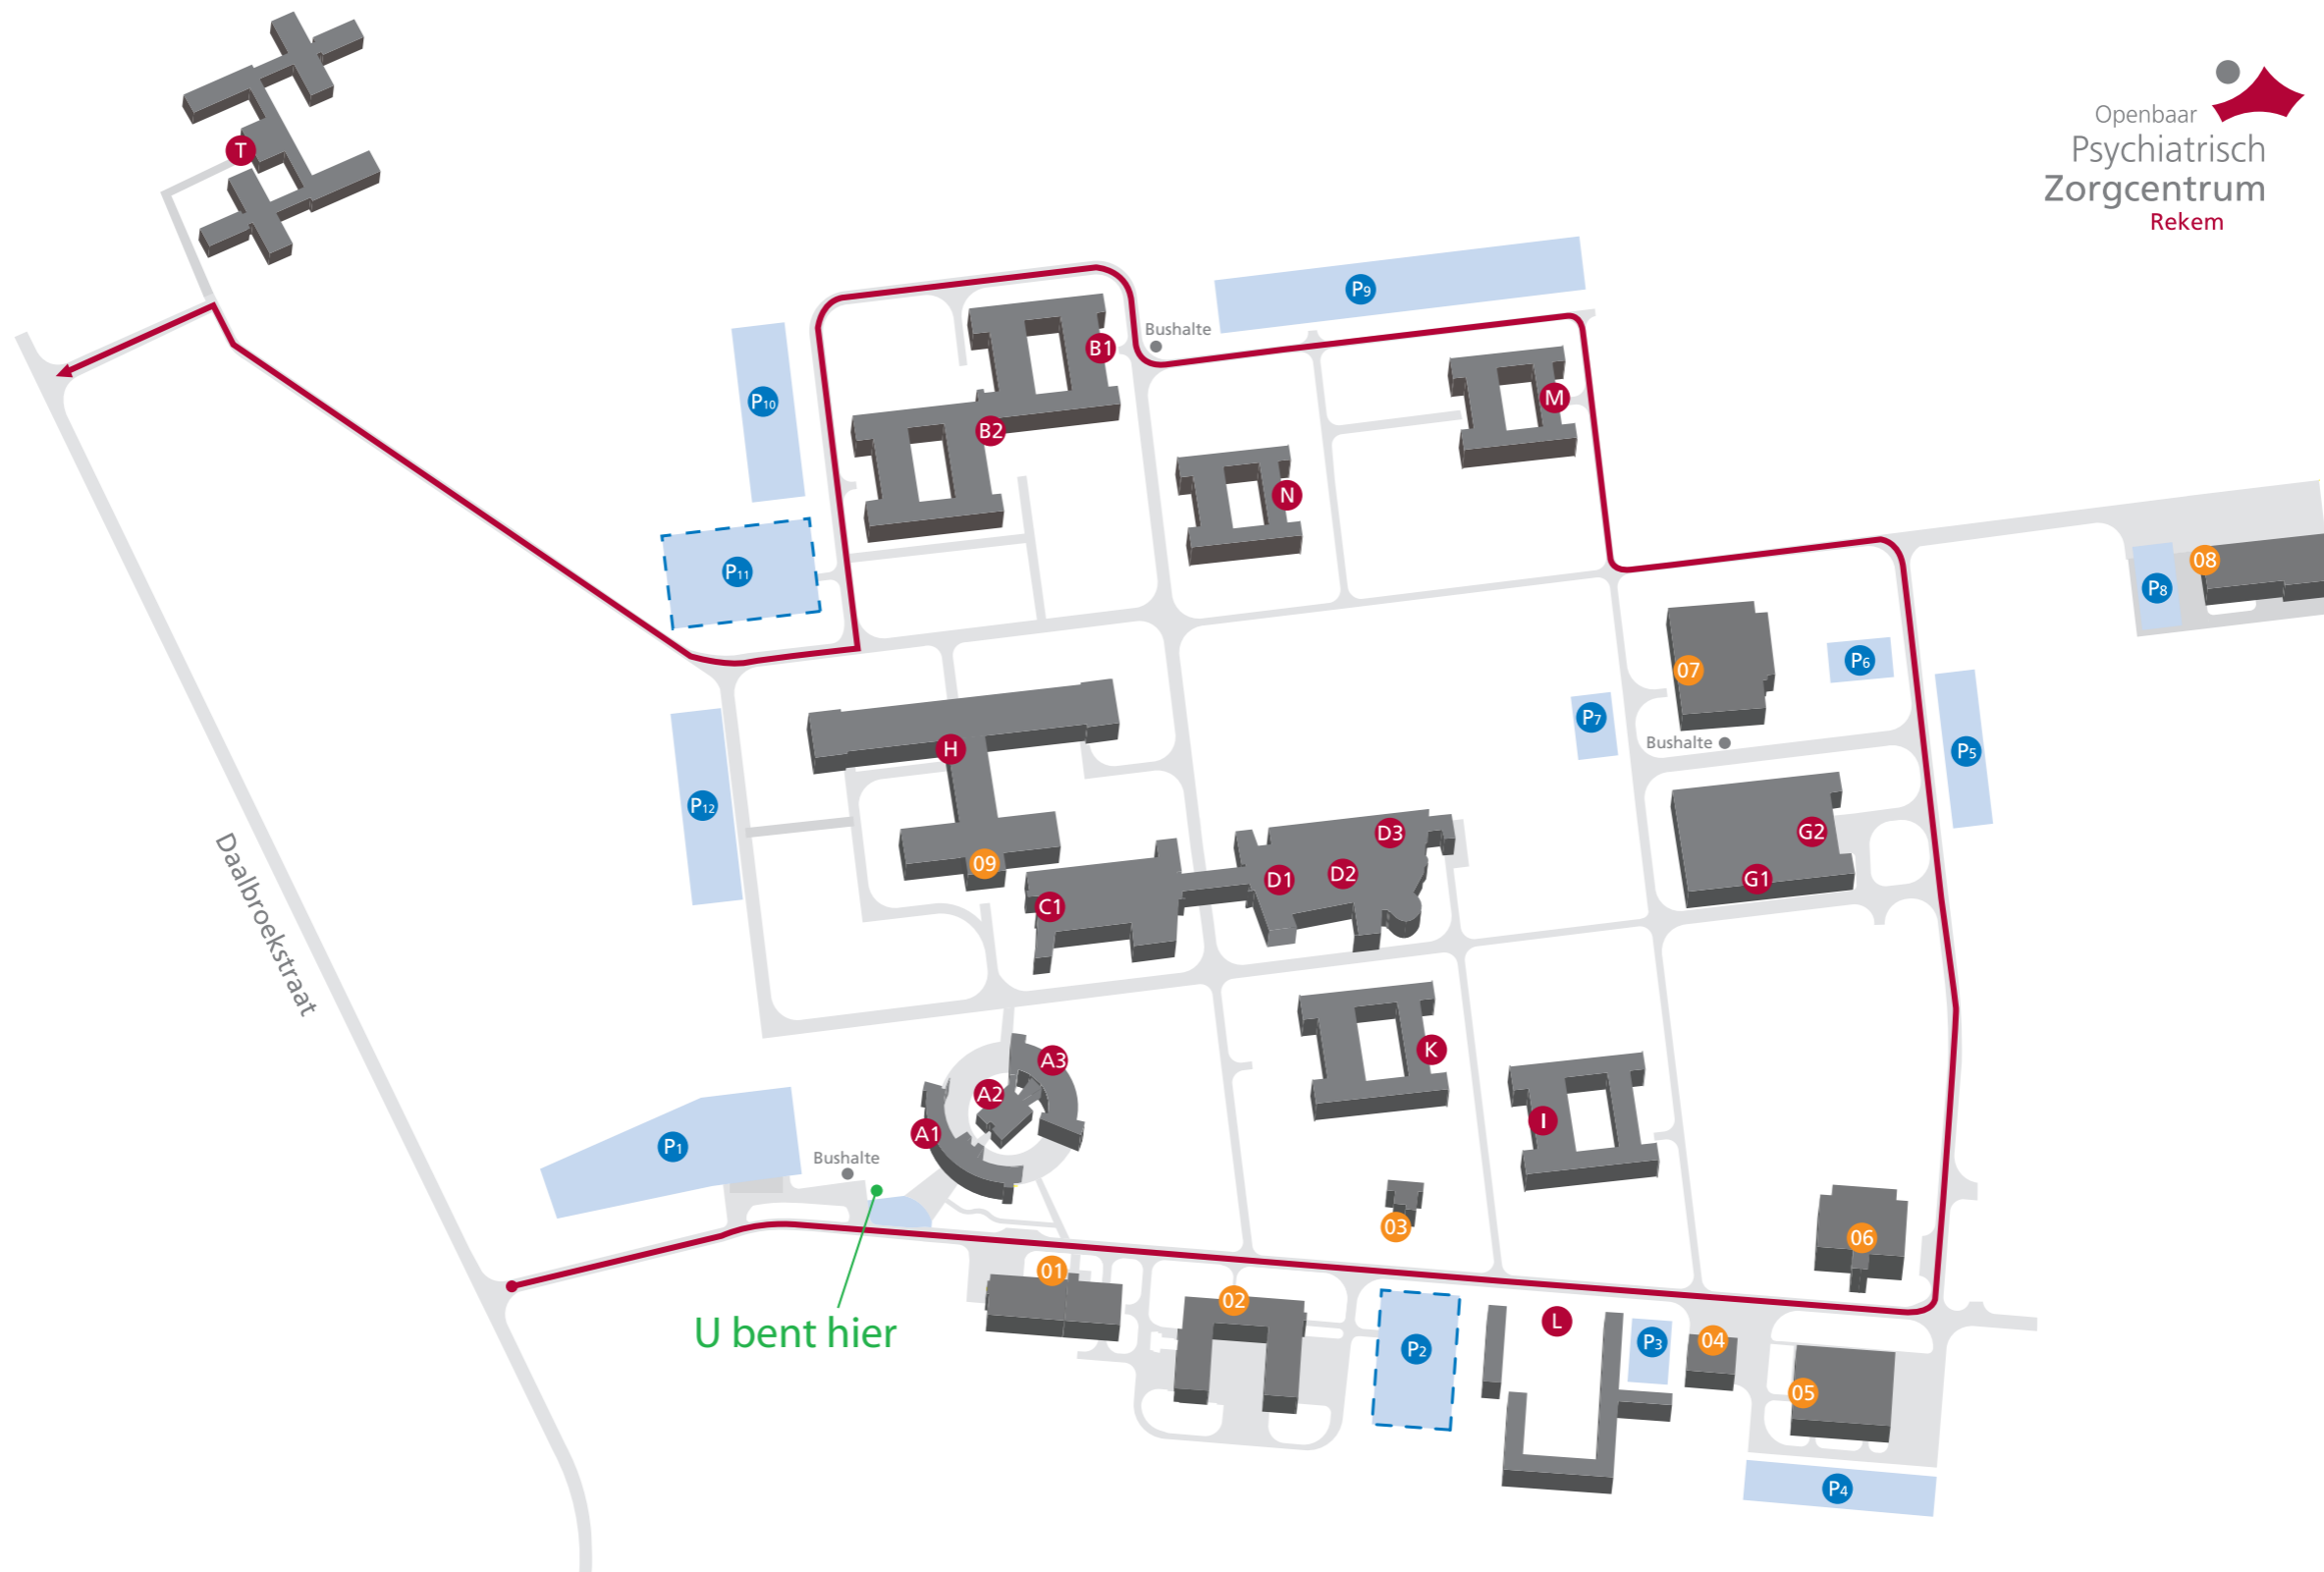 Openbaar
Psychiatrisch
Zorgcentrum
Rekem
T
P9
Bushalte
B1
P10
M
B2
N
08
P11
P8
P6
07
P7
H
Bushalte
P5
P12
D3
G2
09
D1
D2
G1
C1
Daalbroekstraat
K
A3
A2
I
A1
P1
Bushalte
03
06
01
02
U bent hier
L
P2
P3
04
05
P4